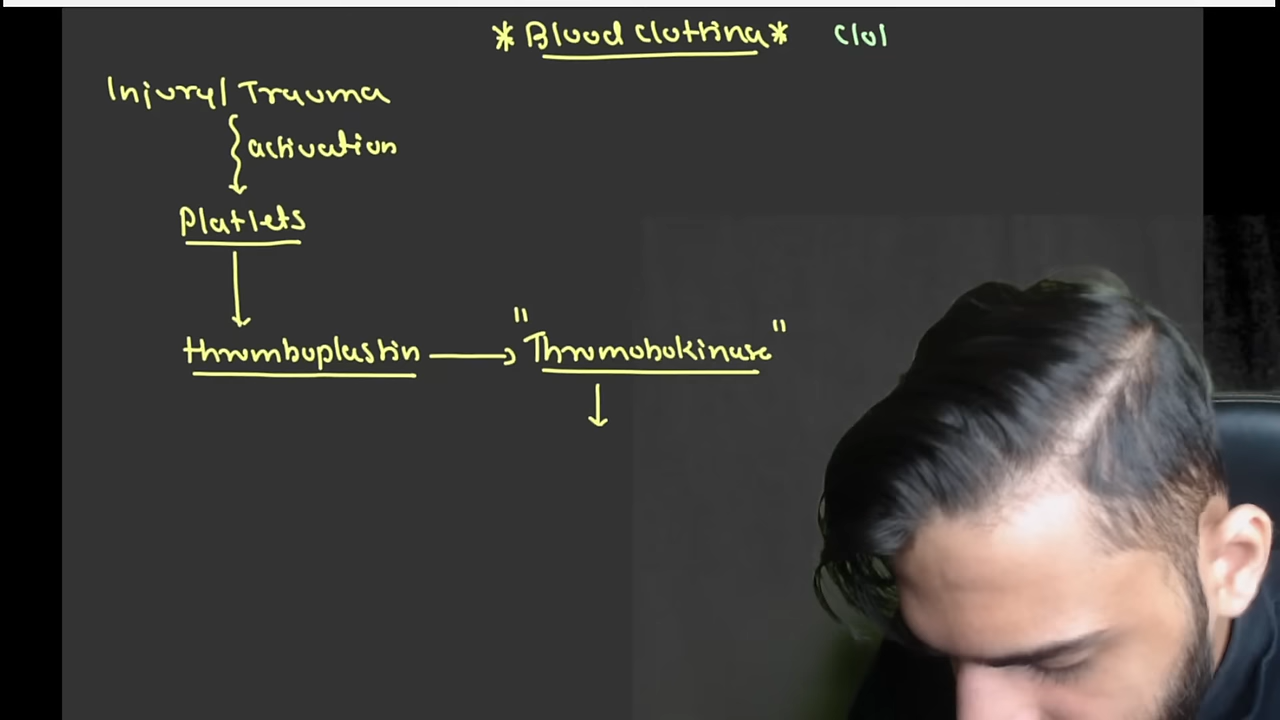 *Blood Clotting* Clot
Injury/Trauma
activation
Platlets
thromboplastin → "Thromobokinase"